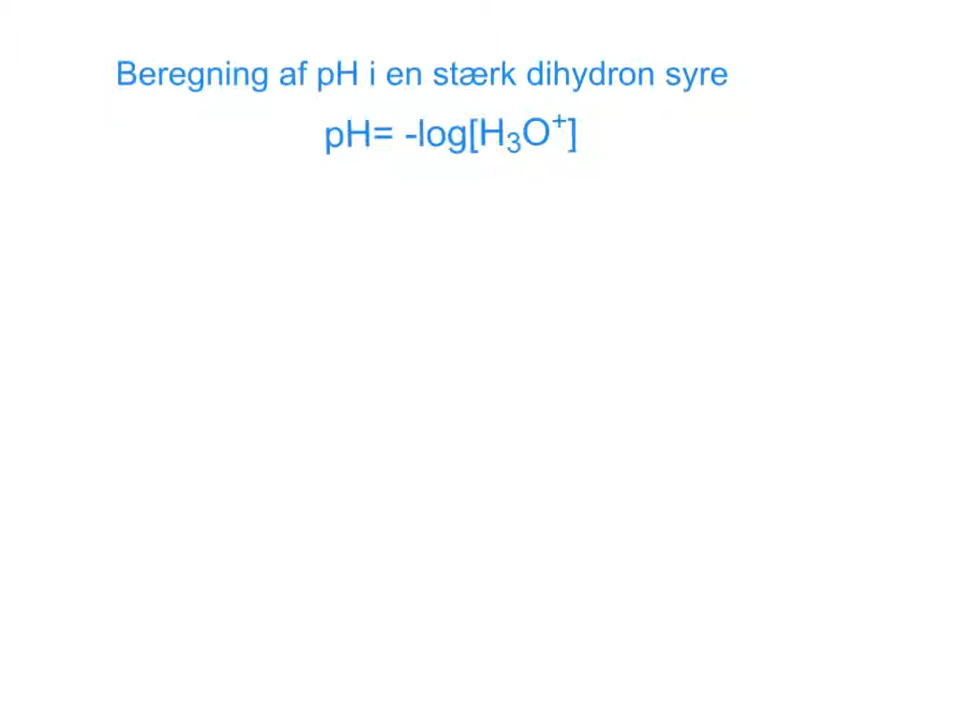 Beregning af pH i en stærk dihydron syre
pH= -log[H₃O⁺]